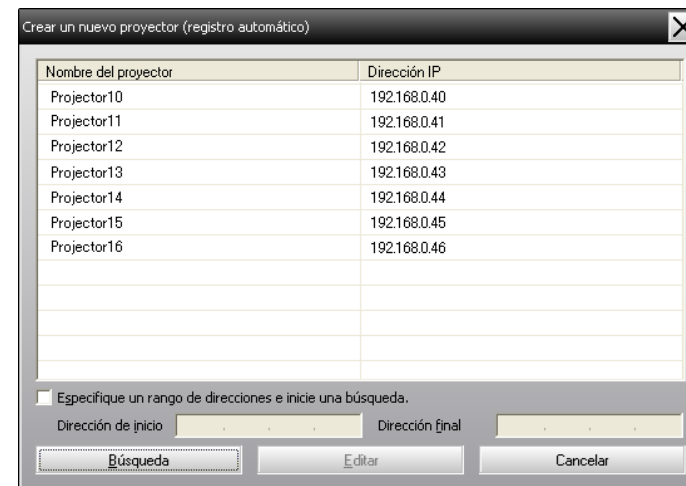 Crear un nuevo proyector (registro automático)
Nombre del proyector Dirección IP
Projector10 192.168.0.40
Projector11 192.168.0.41
Projector12 192.168.0.42
Projector13 192.168.0.43
Projector14 192.168.0.44
Projector15 192.168.0.45
Projector16 192.168.0.46
Especifique un rango de direcciones e inicie una búsqueda.
Dirección de inicio . . . Dirección final . . .
Búsqueda Editar Cancelar